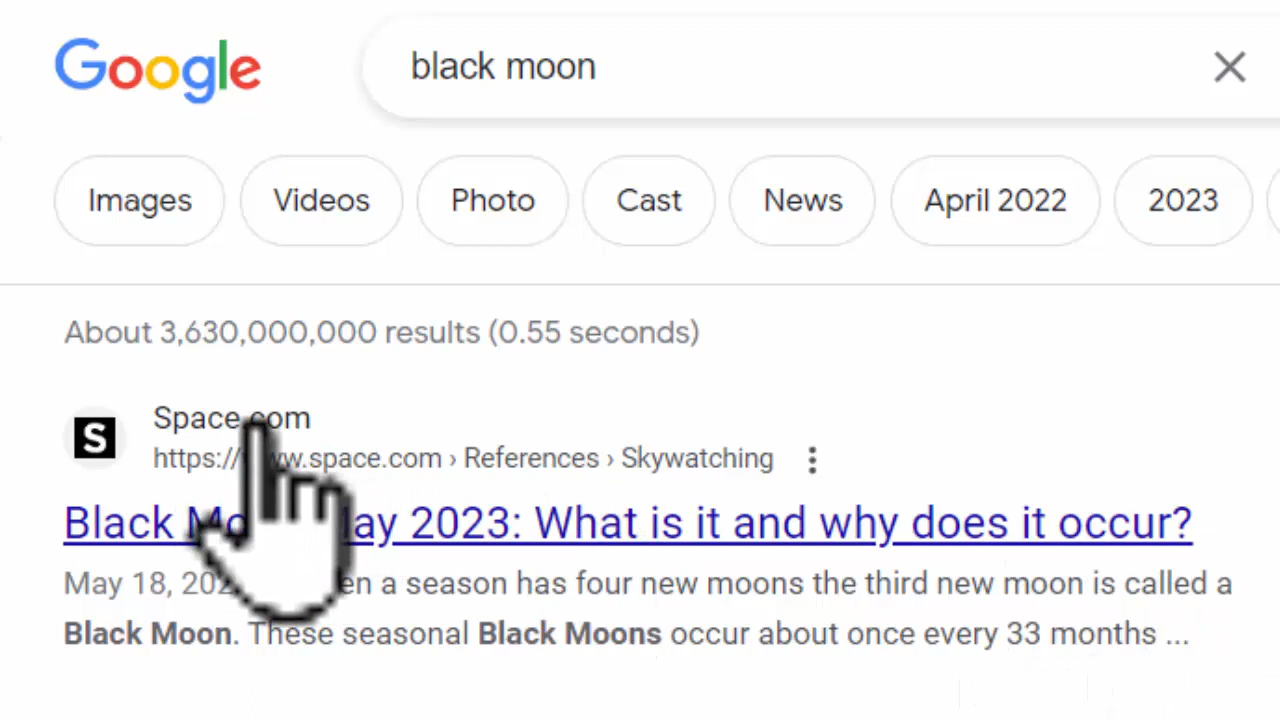 Google
black moon
Images Videos Photo Cast News April 2022 2023
About 3,630,000,000 results (0.55 seconds)
S
Space.com
https://www.space.com › References › Skywatching
Black May 2023: What is it and why does it occur?
May 18, a season has four new moons the third new moon is called a
Black Moon. These seasonal Black Moons occur about once every 33 months ...